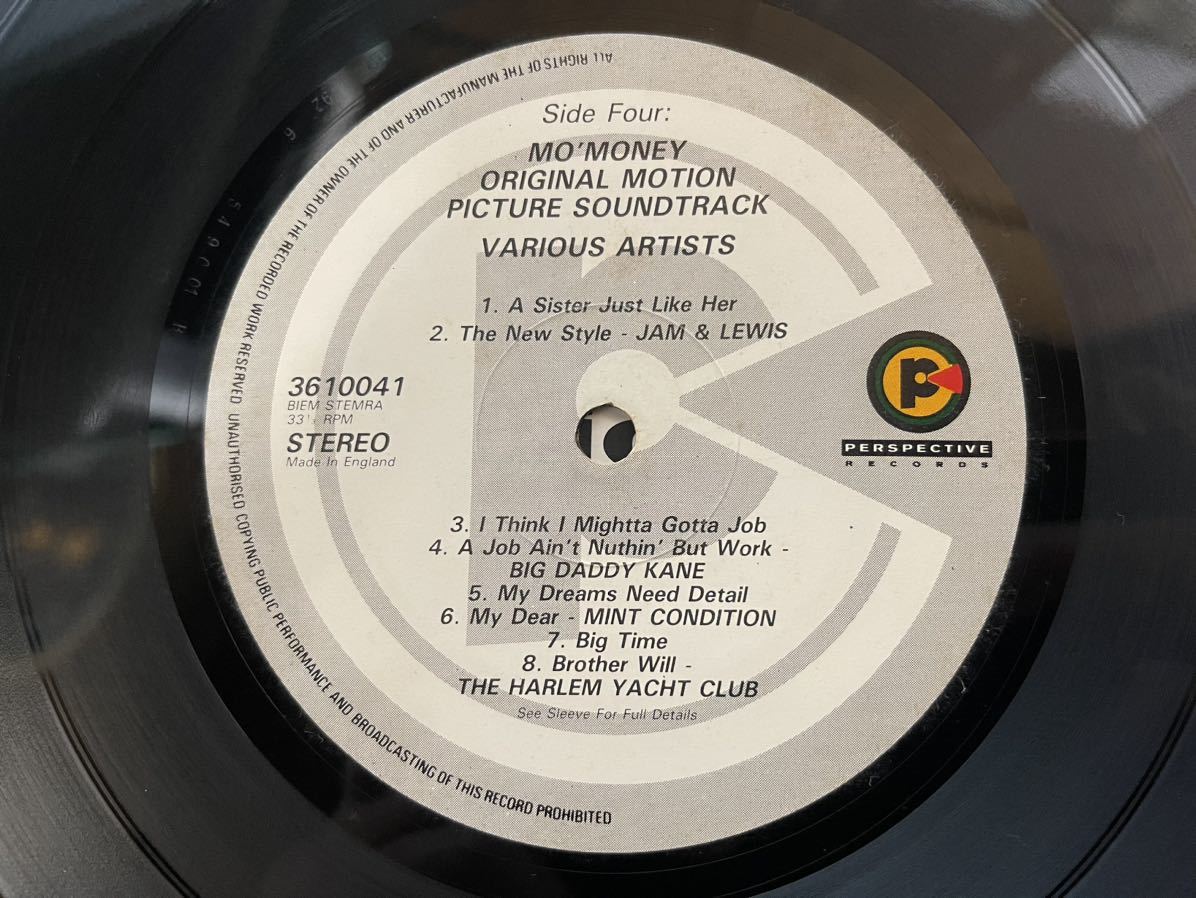 Side Four:
MO'MONEY
ORIGINAL MOTION
PICTURE SOUNDTRACK
VARIOUS ARTISTS
1. A Sister Just Like Her
2. The New Style - JAM & LEWIS
3610041
BIEM STEMRA
33⅓ RPM
STEREO
Made In England
P
PERSPECTIVE
RECORDS
3. I Think I Mightta Gotta Job
4. A Job Ain't Nuthin' But Work -
BIG DADDY KANE
5. My Dreams Need Detail
6. My Dear - MINT CONDITION
7. Big Time
8. Brother Will -
THE HARLEM YACHT CLUB
See Sleeve For Full Details
ALL RIGHTS OF THE MANUFACTURER AND OF THE OWNER OF THE RECORDED WORK RESERVED UNAUTHORISED COPYING PUBLIC PERFORMANCE AND BROADCASTING OF THIS RECORD PROHIBITED